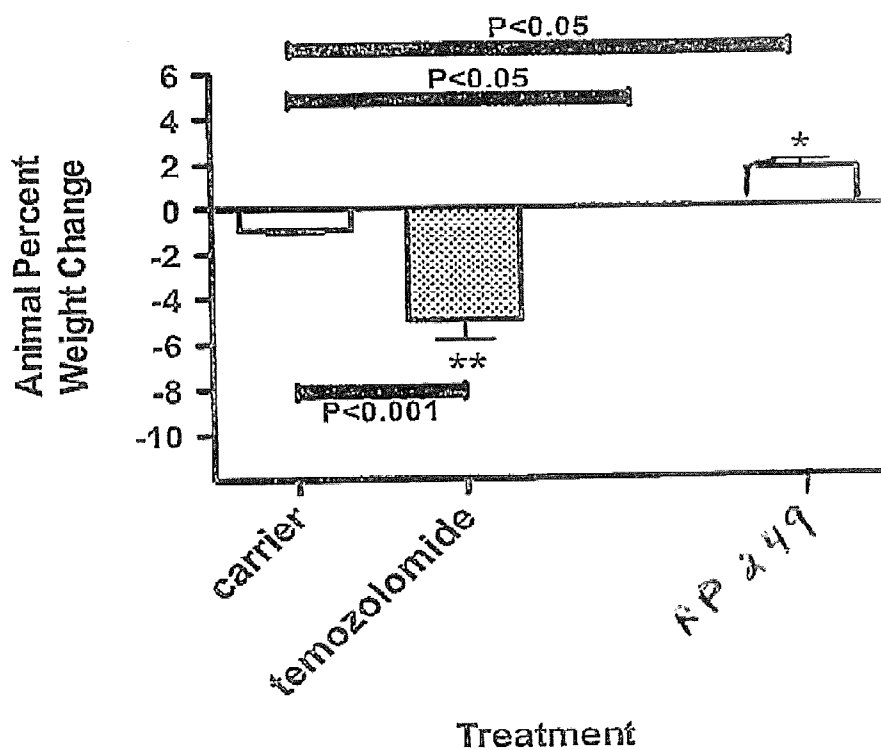 P<0.05
P<0.05
Animal Percent
Weight Change
6
4
2
0
-2
-4
-6
-8
-10
*
**
P<0.001
carrier
temozolomide
RP 249
Treatment